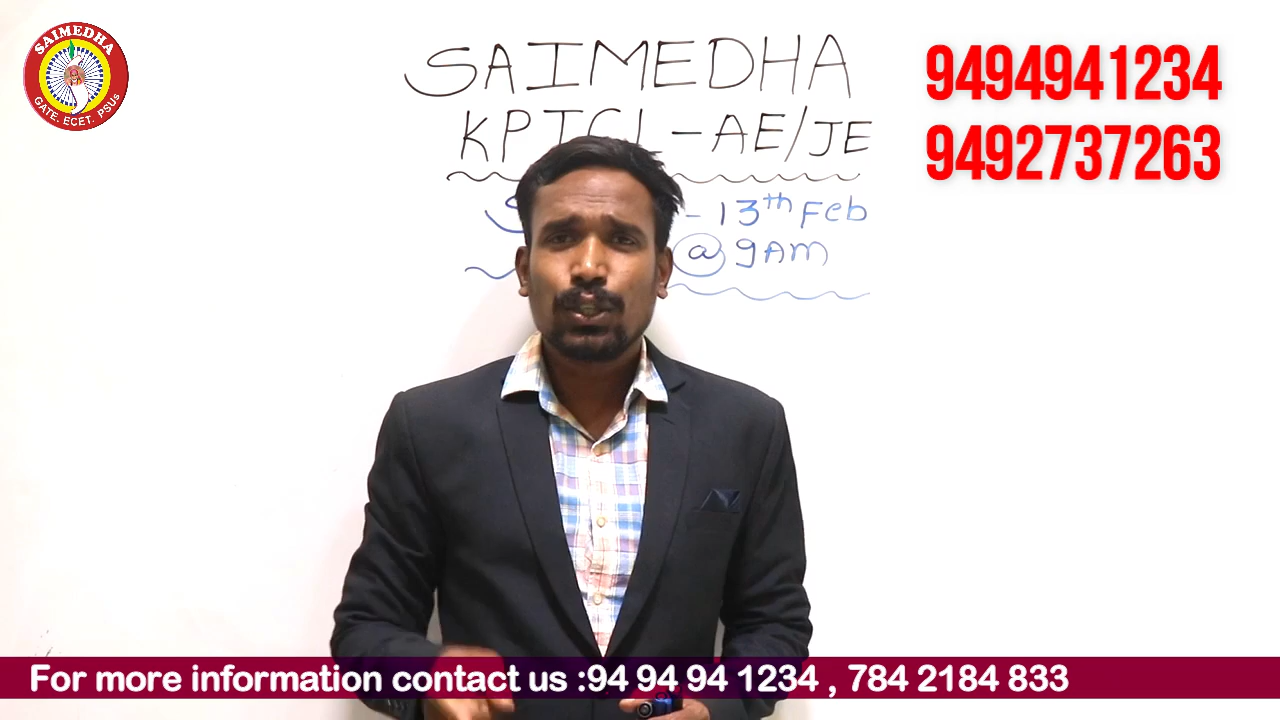 SAIMEDHA
GATE. ECET. PSUs
SAIMEDHA
KPTCL-AE/JE
- 13th Feb
@ 9AM
9494941234
9492737263
For more information contact us :94 94 94 1234 , 784 2184 833